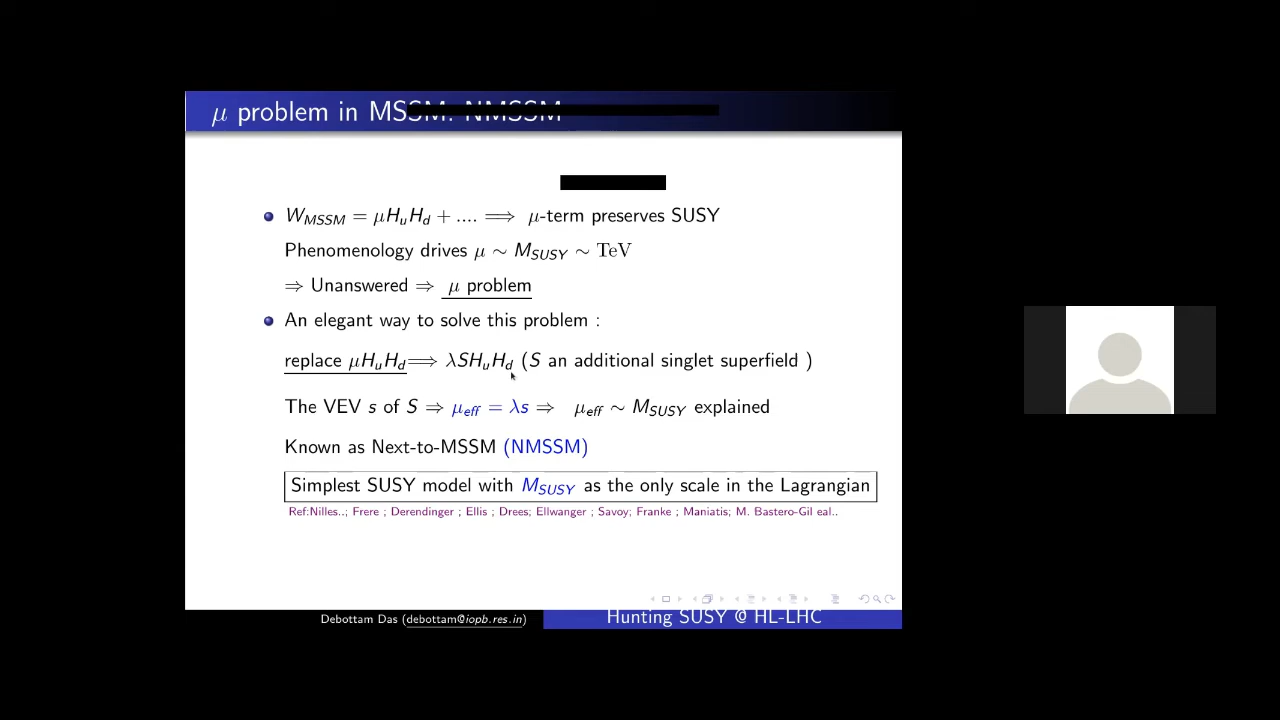 μ problem in MSSM: NMSSM
W_MSSM = μH_uH_d + .... ⟹ μ-term preserves SUSY
Phenomenology drives μ ∼ M_SUSY ∼ TeV
⇒ Unanswered ⇒ μ problem
An elegant way to solve this problem :
replace μH_uH_d ⟹ λSH_uH_d (S an additional singlet superfield )
The VEV s of S ⇒ μ_eff = λs ⇒ μ_eff ∼ M_SUSY explained
Known as Next-to-MSSM (NMSSM)
Simplest SUSY model with M_SUSY as the only scale in the Lagrangian
Ref:Nilles..; Frere ; Derendinger ; Ellis ; Drees; Ellwanger ; Savoy; Franke ; Maniatis; M. Bastero-Gil eal..
Debottam Das (debottam@iopb.res.in) Hunting SUSY @ HL-LHC